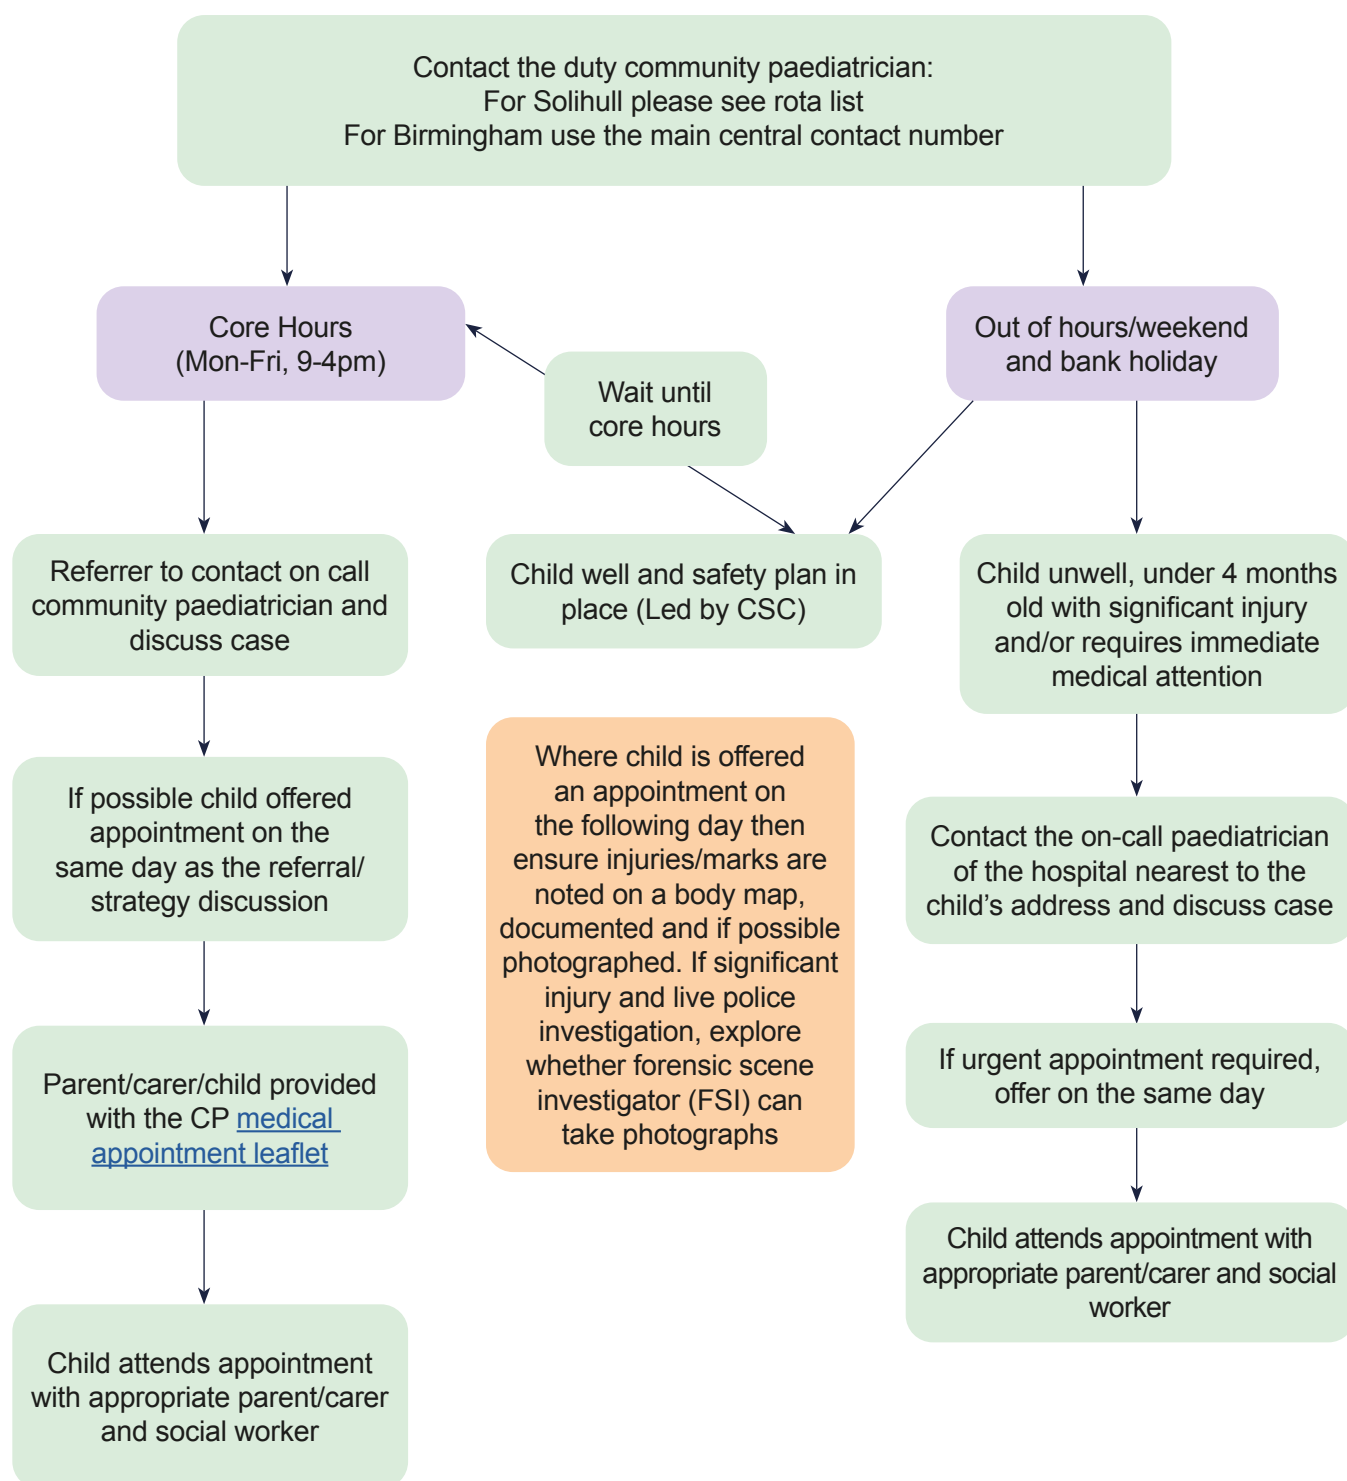 Contact the duty community paediatrician:
For Solihull please see rota list
For Birmingham use the main central contact number
Core Hours
(Mon-Fri, 9-4pm)
Out of hours/weekend
and bank holiday
Wait until
core hours
Referrer to contact on call
community paediatrician and
discuss case
Child well and safety plan in
place (Led by CSC)
Child unwell, under 4 months
old with significant injury
and/or requires immediate
medical attention
If possible child offered
appointment on the
same day as the referral/
strategy discussion
Where child is offered
an appointment on
the following day then
ensure injuries/marks are
noted on a body map,
documented and if possible
photographed. If significant
injury and live police
investigation, explore
whether forensic scene
investigator (FSI) can
take photographs
Contact the on-call paediatrician
of the hospital nearest to the
child’s address and discuss case
Parent/carer/child provided
with the CP medical
appointment leaflet
If urgent appointment required,
offer on the same day
Child attends appointment with
appropriate parent/carer and social
worker
Child attends appointment
with appropriate parent/carer
and social worker